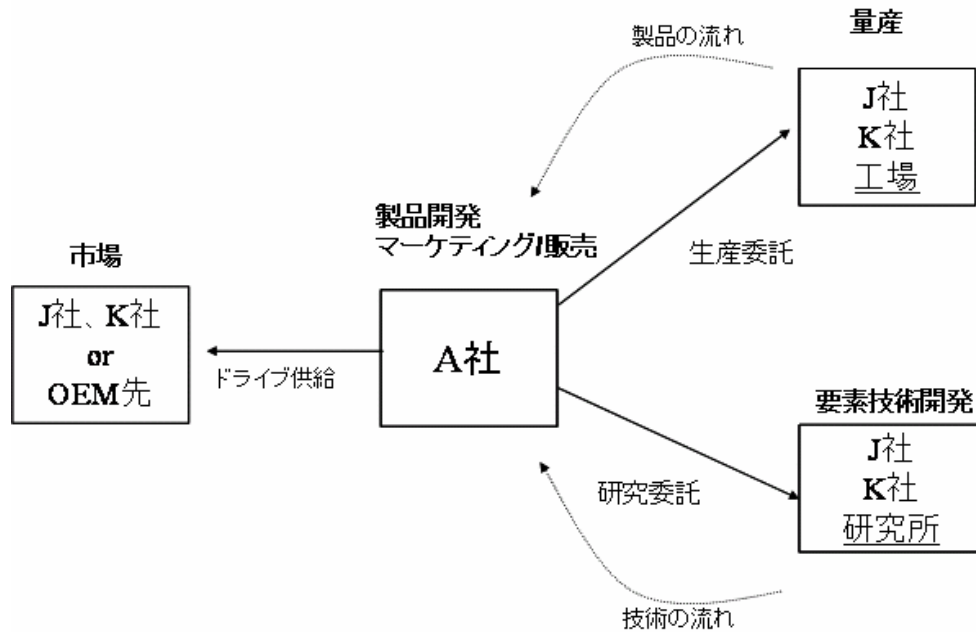 量産
製品の流れ
J社
K社
工場
製品開発
マーケティング/販売
生産委託
市場
J社、K社
or
OEM先
A社
ドライブ供給
要素技術開発
J社
K社
研究所
研究委託
技術の流れ